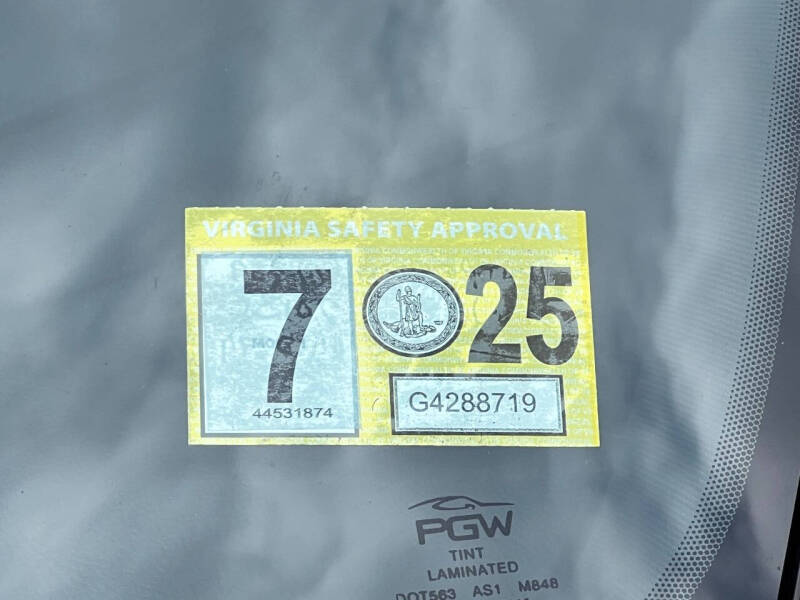 VIRGINIA SAFETY APPROVAL
7
25
44531874
G4288719
PGW
TINT
LAMINATED
DOT563 AS1 M848